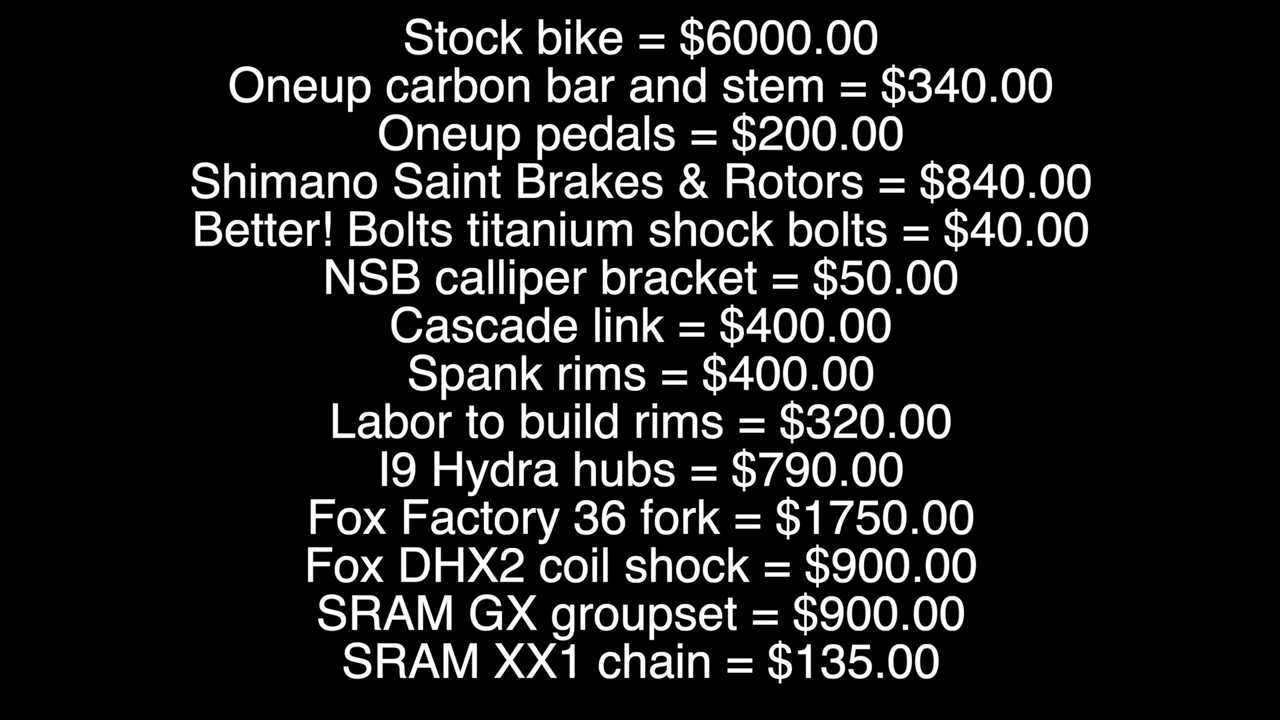 Stock bike = $6000.00
Oneup carbon bar and stem = $340.00
Oneup pedals = $200.00
Shimano Saint Brakes & Rotors = $840.00
Better! Bolts titanium shock bolts = $40.00
NSB calliper bracket = $50.00
Cascade link = $400.00
Spank rims = $400.00
Labor to build rims = $320.00
I9 Hydra hubs = $790.00
Fox Factory 36 fork = $1750.00
Fox DHX2 coil shock = $900.00
SRAM GX groupset = $900.00
SRAM XX1 chain = $135.00